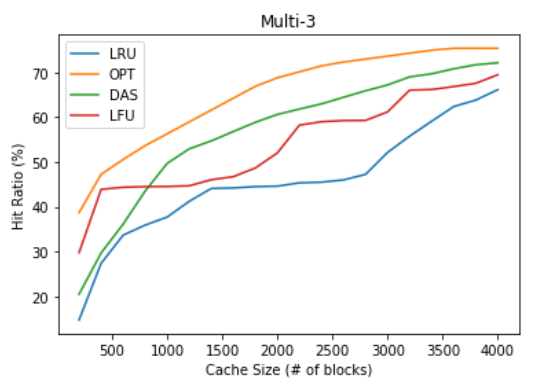 Multi-3
LRU
OPT
DAS
LFU
Hit Ratio (%)
70
60
50
40
30
20
500 1000 1500 2000 2500 3000 3500 4000
Cache Size (# of blocks)